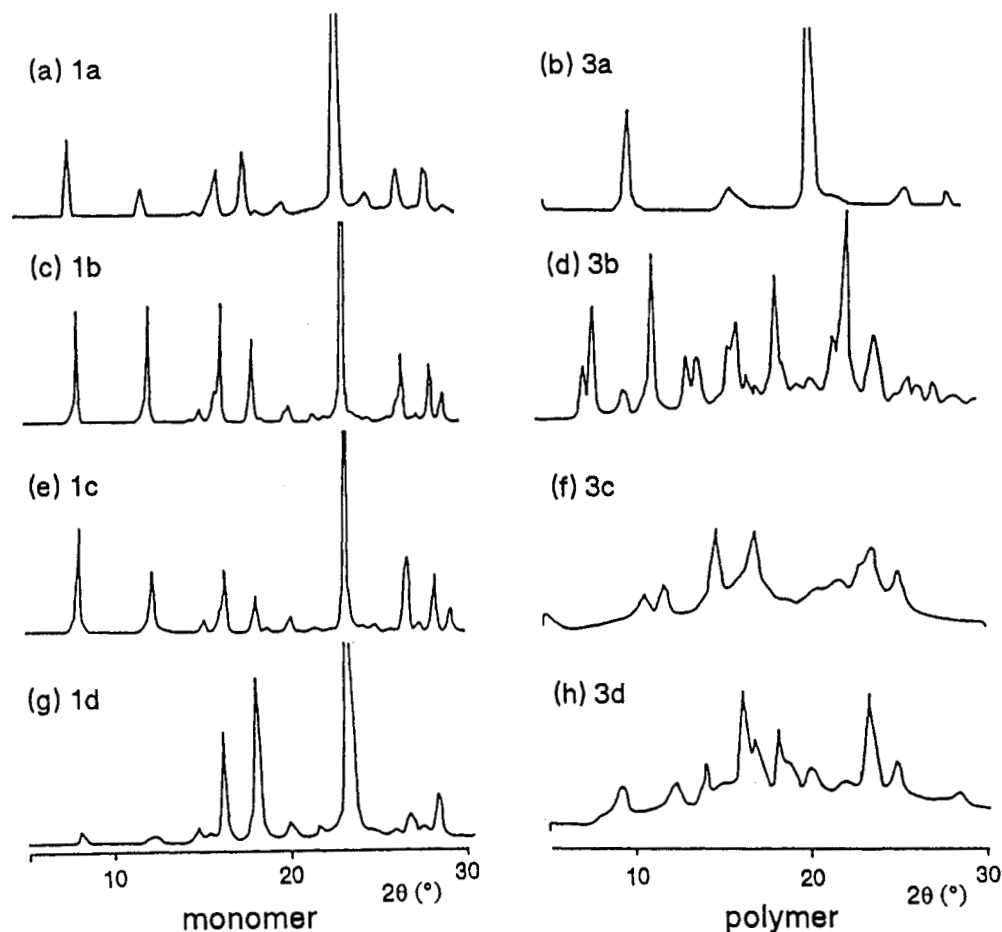 (a) 1a
(b) 3a
(c) 1b
(d) 3b
(e) 1c
(f) 3c
(g) 1d
(h) 3d
10 20 30
2θ (°)
10 20 30
2θ (°)
monomer
polymer